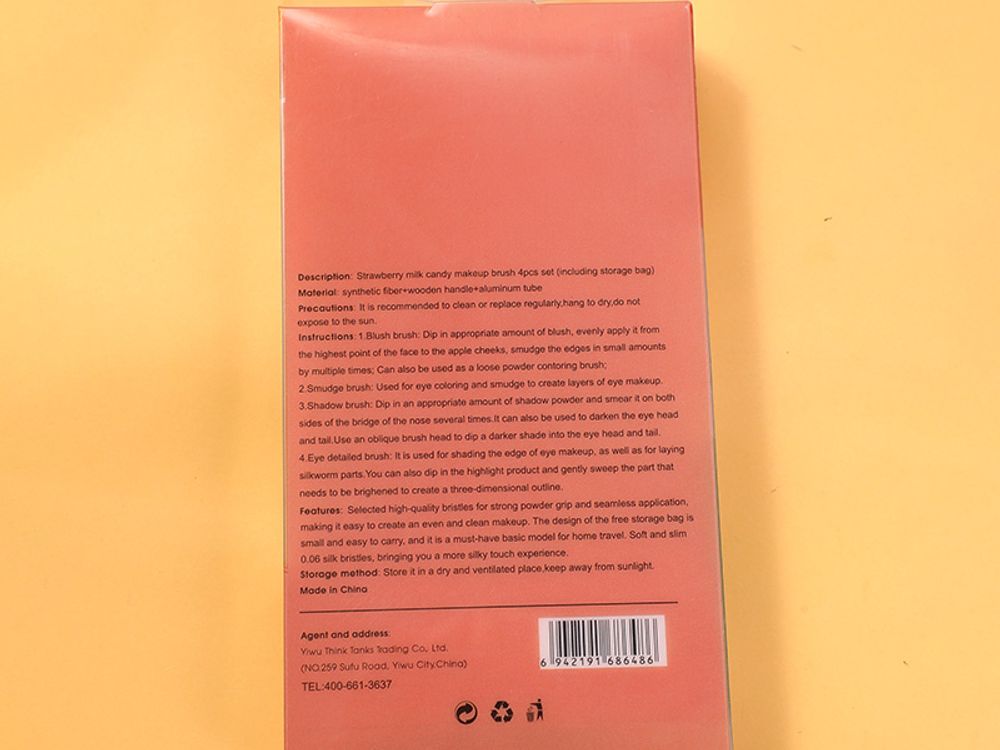 Description: Strawberry milk candy makeup brush 4pcs set (including storage bag)
Material: synthetic fiber+wooden handle+aluminum tube
Precautions: It is recommended to clean or replace regularly,hang to dry,do not
expose to the sun.
Instructions: 1.Blush brush: Dip in appropriate amount of blush, evenly apply it from
the highest point of the face to the apple cheeks, smudge the edges in small amounts
by multiple times; Can also be used as a loose powder contoring brush;
2.Smudge brush: Used for eye coloring and smudge to create layers of eye makeup.
3.Shadow brush: Dip in an appropriate amount of shadow powder and smear it on both
sides of the bridge of the nose several times.It can also be used to darken the eye head
and tail.Use an oblique brush head to dip a darker shade into the eye head and tail.
4.Eye detailed brush: It is used for shading the edge of eye makeup, as well as for laying
silkworm parts.You can also dip in the highlight product and gently sweep the part that
needs to be brighened to create a three-dimensional outline.
Features: Selected high-quality bristles for strong powder grip and seamless application,
making it easy to create an even and clean makeup. The design of the free storage bag is
small and easy to carry, and it is a must-have basic model for home travel. Soft and slim
0.06 silk bristles, bringing you a more silky touch experience.
Storage method: Store it in a dry and ventilated place,keep away from sunlight.
Made in China
Agent and address:
Yiwu Think Tanks Trading Co,. Ltd.
(NO.259 Sufu Road, Yiwu City,China)
TEL:400-661-3637
6 942191 686486